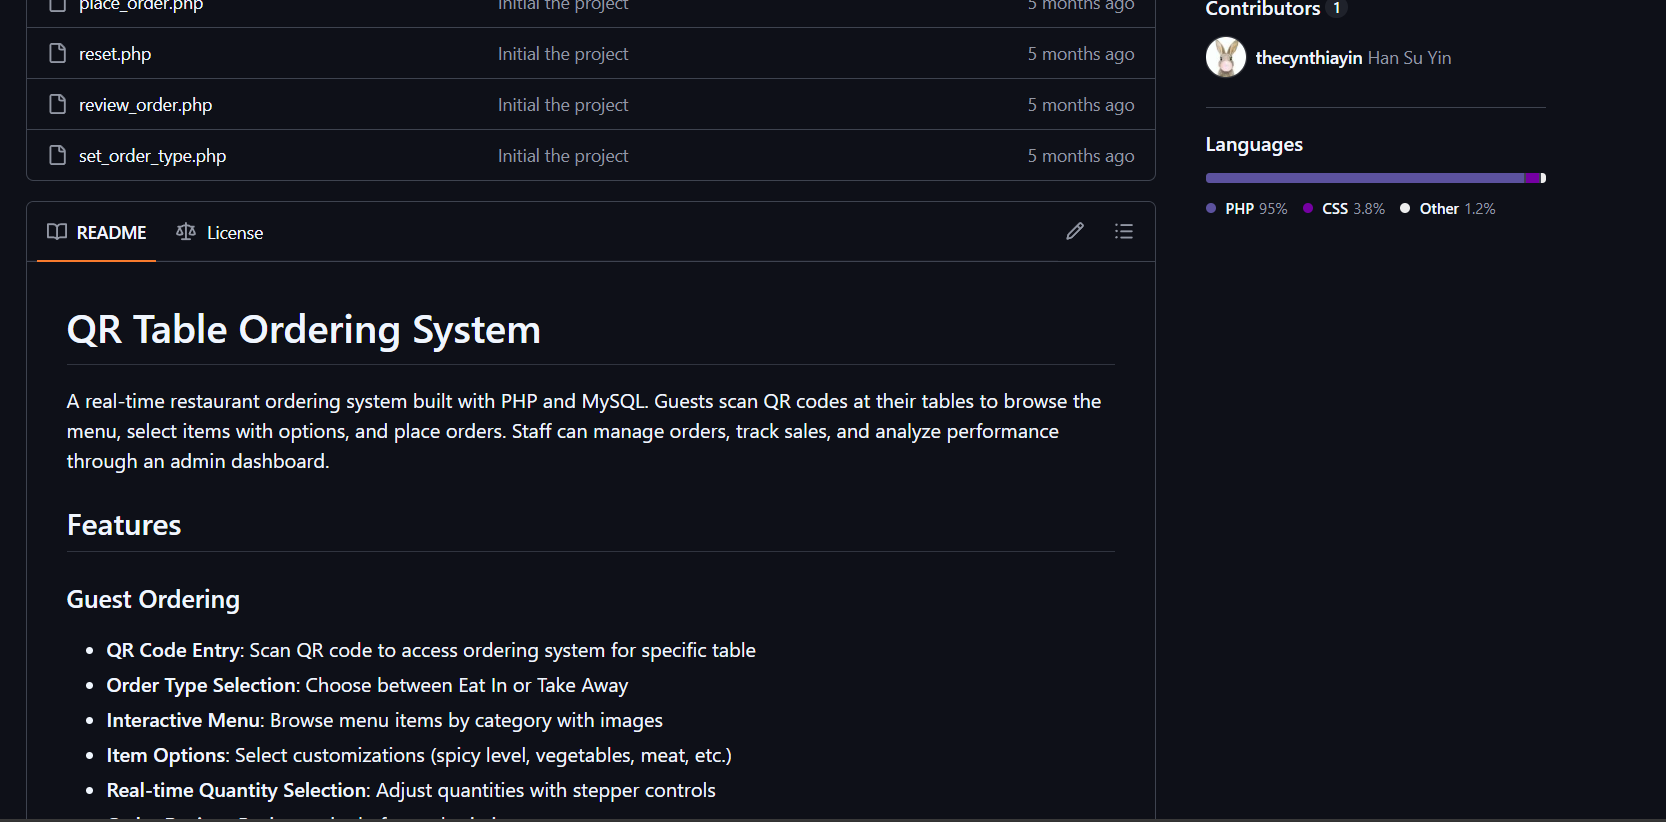 place_order.php Initial the project 5 months ago
reset.php Initial the project 5 months ago
review_order.php Initial the project 5 months ago
set_order_type.php Initial the project 5 months ago
README License
QR Table Ordering System
A real-time restaurant ordering system built with PHP and MySQL. Guests scan QR codes at their tables to browse the
menu, select items with options, and place orders. Staff can manage orders, track sales, and analyze performance
through an admin dashboard.
Features
Guest Ordering
• QR Code Entry: Scan QR code to access ordering system for specific table
• Order Type Selection: Choose between Eat In or Take Away
• Interactive Menu: Browse menu items by category with images
• Item Options: Select customizations (spicy level, vegetables, meat, etc.)
• Real-time Quantity Selection: Adjust quantities with stepper controls
Contributors 1
thecynthiayin Han Su Yin
Languages
PHP 95% CSS 3.8% Other 1.2%